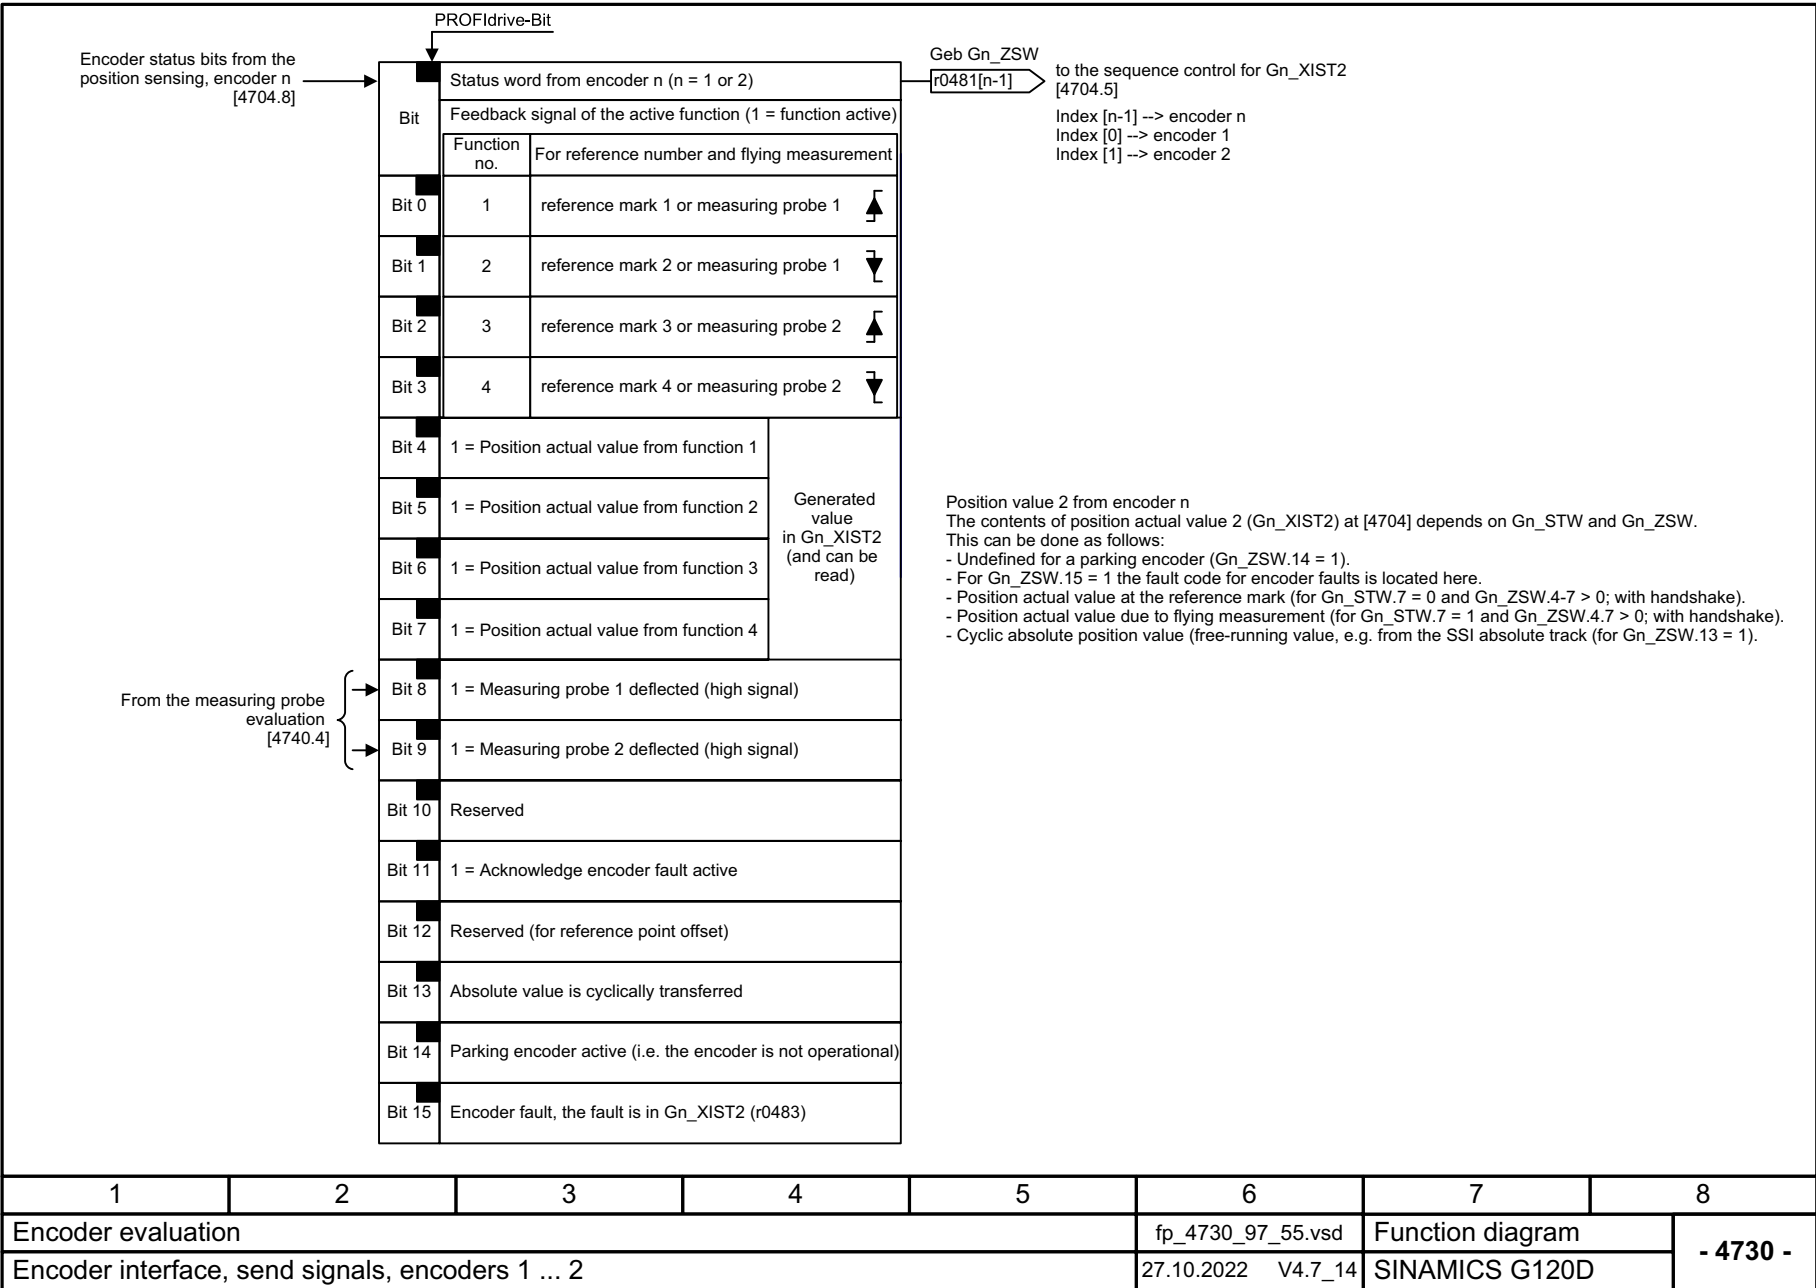 PROFIdrive-Bit
Encoder status bits from the
position sensing, encoder n
[4704.8]
Bit
Status word from encoder n (n = 1 or 2)
Feedback signal of the active function (1 = function active)
Function
no.
For reference number and flying measurement
Geb Gn_ZSW
r0481[n-1]
to the sequence control for Gn_XIST2
[4704.5]
Index [n-1] --> encoder n
Index [0] --> encoder 1
Index [1] --> encoder 2
Bit 0 1 reference mark 1 or measuring probe 1
Bit 1 2 reference mark 2 or measuring probe 1
Bit 2 3 reference mark 3 or measuring probe 2
Bit 3 4 reference mark 4 or measuring probe 2
Bit 4 1 = Position actual value from function 1
Bit 5 1 = Position actual value from function 2
Bit 6 1 = Position actual value from function 3
Bit 7 1 = Position actual value from function 4
Generated
value
in Gn_XIST2
(and can be
read)
Position value 2 from encoder n
The contents of position actual value 2 (Gn_XIST2) at [4704] depends on Gn_STW and Gn_ZSW.
This can be done as follows:
- Undefined for a parking encoder (Gn_ZSW.14 = 1).
- For Gn_ZSW.15 = 1 the fault code for encoder faults is located here.
- Position actual value at the reference mark (for Gn_STW.7 = 0 and Gn_ZSW.4-7 > 0; with handshake).
- Position actual value due to flying measurement (for Gn_STW.7 = 1 and Gn_ZSW.4.7 > 0; with handshake).
- Cyclic absolute position value (free-running value, e.g. from the SSI absolute track (for Gn_ZSW.13 = 1).
From the measuring probe
evaluation
[4740.4]
Bit 8 1 = Measuring probe 1 deflected (high signal)
Bit 9 1 = Measuring probe 2 deflected (high signal)
Bit 10 Reserved
Bit 11 1 = Acknowledge encoder fault active
Bit 12 Reserved (for reference point offset)
Bit 13 Absolute value is cyclically transferred
Bit 14 Parking encoder active (i.e. the encoder is not operational)
Bit 15 Encoder fault, the fault is in Gn_XIST2 (r0483)
1 2 3 4 5 6 7 8
Encoder evaluation fp_4730_97_55.vsd Function diagram
Encoder interface, send signals, encoders 1 ... 2 27.10.2022 V4.7_14 SINAMICS G120D
- 4730 -